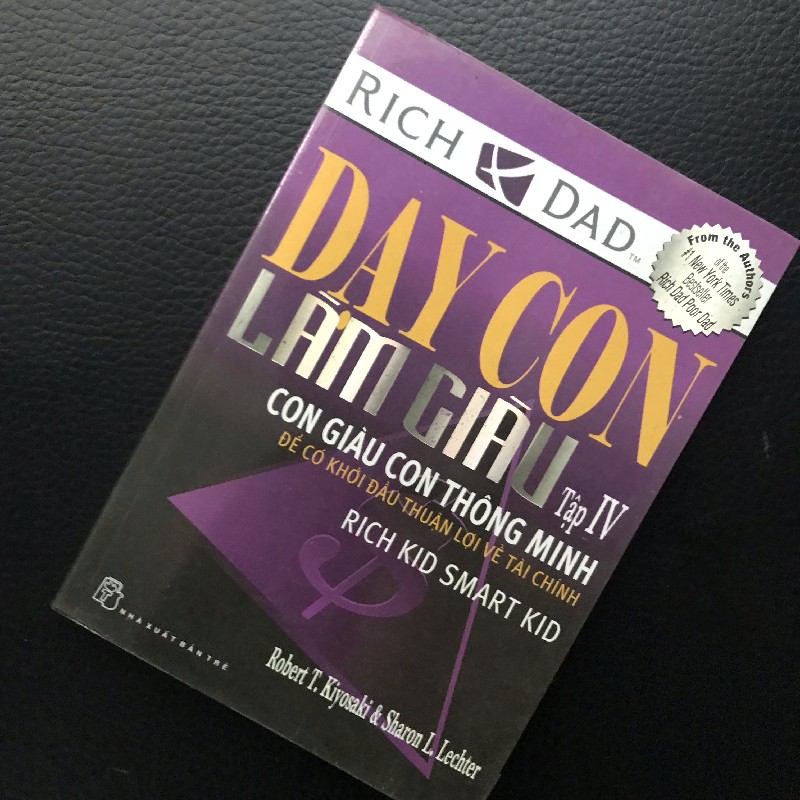 RICH DAD™
From the Authors
of the
#1 New York Times
Bestseller
Rich Dad Poor Dad
DẠY CON
LÀM GIÀU
Tập IV
CON GIÀU CON THÔNG MINH
ĐỂ CÓ KHỞI ĐẦU THUẬN LỢI VỀ TÀI CHÍNH
RICH KID SMART KID
NHÀ XUẤT BẢN TRẺ
Robert T. Kiyosaki & Sharon L. Lechter